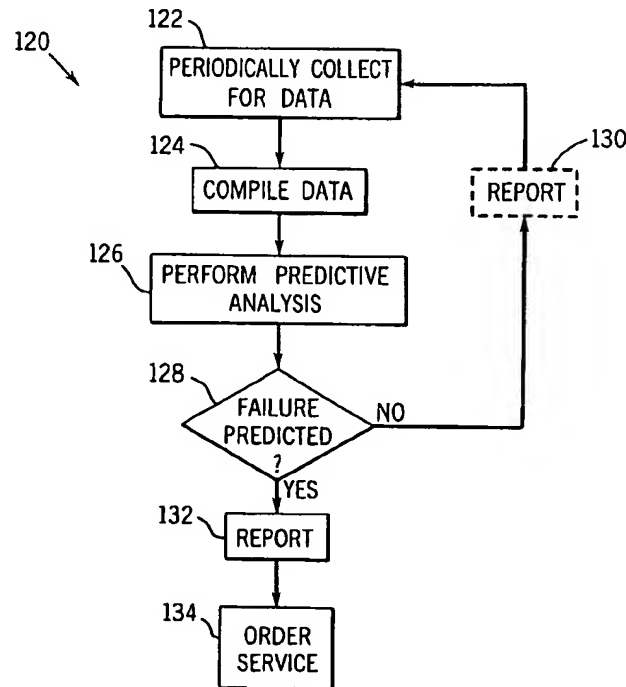 120
122
PERIODICALLY COLLECT
FOR DATA
124
COMPILE DATA
130
REPORT
126
PERFORM PREDICTIVE
ANALYSIS
128
FAILURE
PREDICTED
?
NO
YES
132
REPORT
134
ORDER
SERVICE